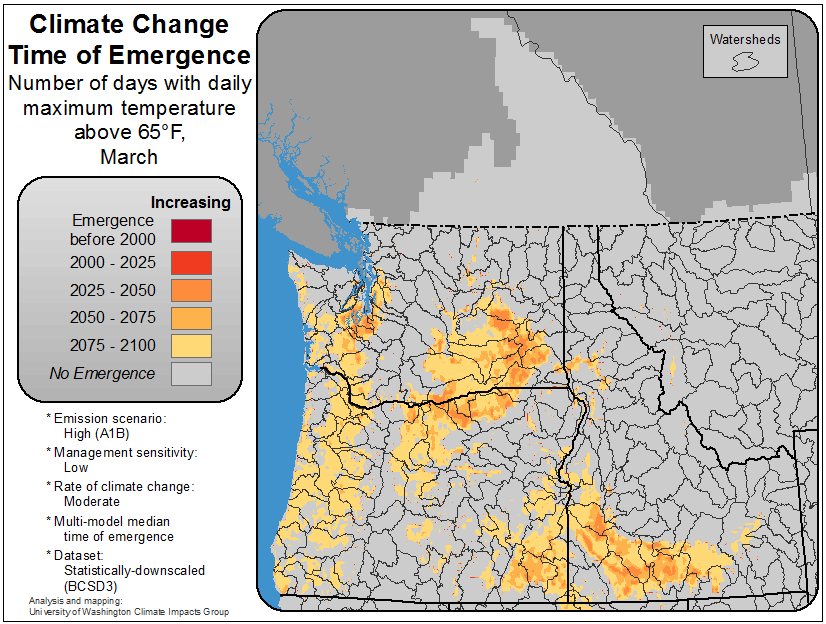 Climate Change
Time of Emergence
Number of days with daily
maximum temperature
above 65°F,
March
Increasing
Emergence
before 2000
2000 - 2025
2025 - 2050
2050 - 2075
2075 - 2100
No Emergence
* Emission scenario:
High (A1B)
* Management sensitivity:
Low
* Rate of climate change:
Moderate
* Multi-model median
time of emergence
* Dataset:
Statistically-downscaled
(BCSD3)
Analysis and mapping:
University of Washington Climate Impacts Group
Watersheds